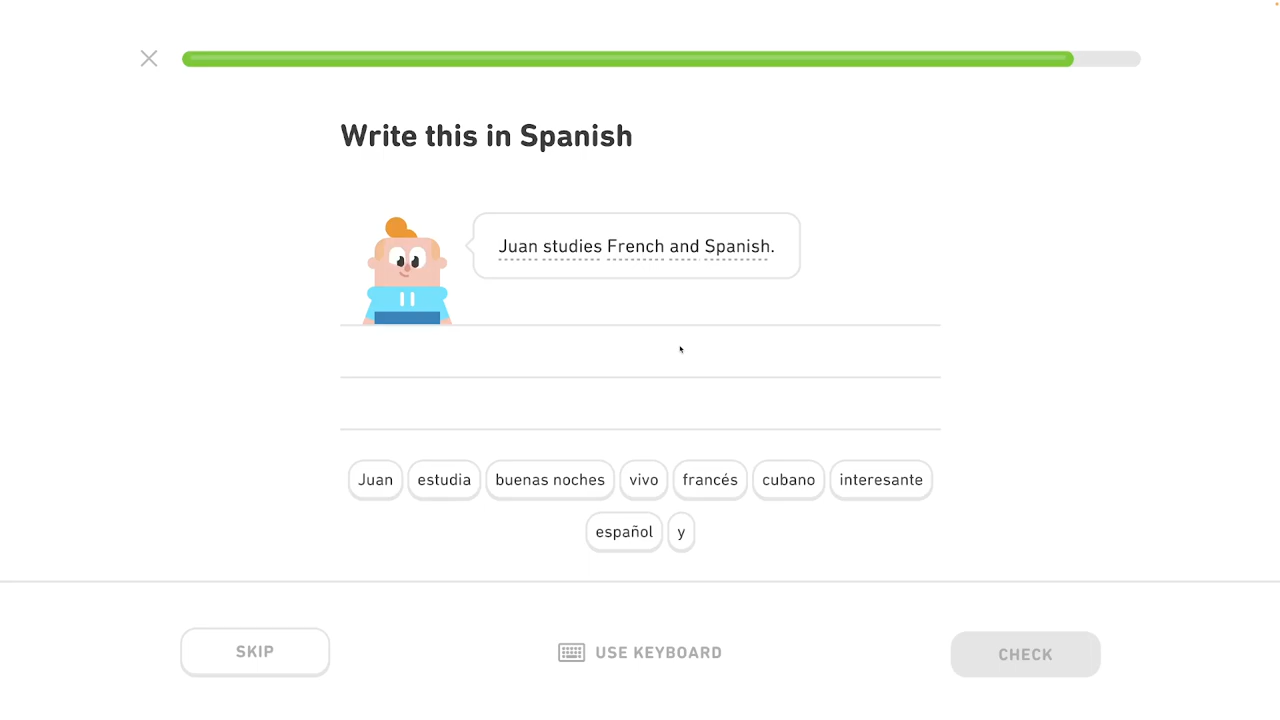 Write this in Spanish
Juan studies French and Spanish.
Juan estudia buenas noches vivo francés cubano interesante
español y
SKIP USE KEYBOARD CHECK